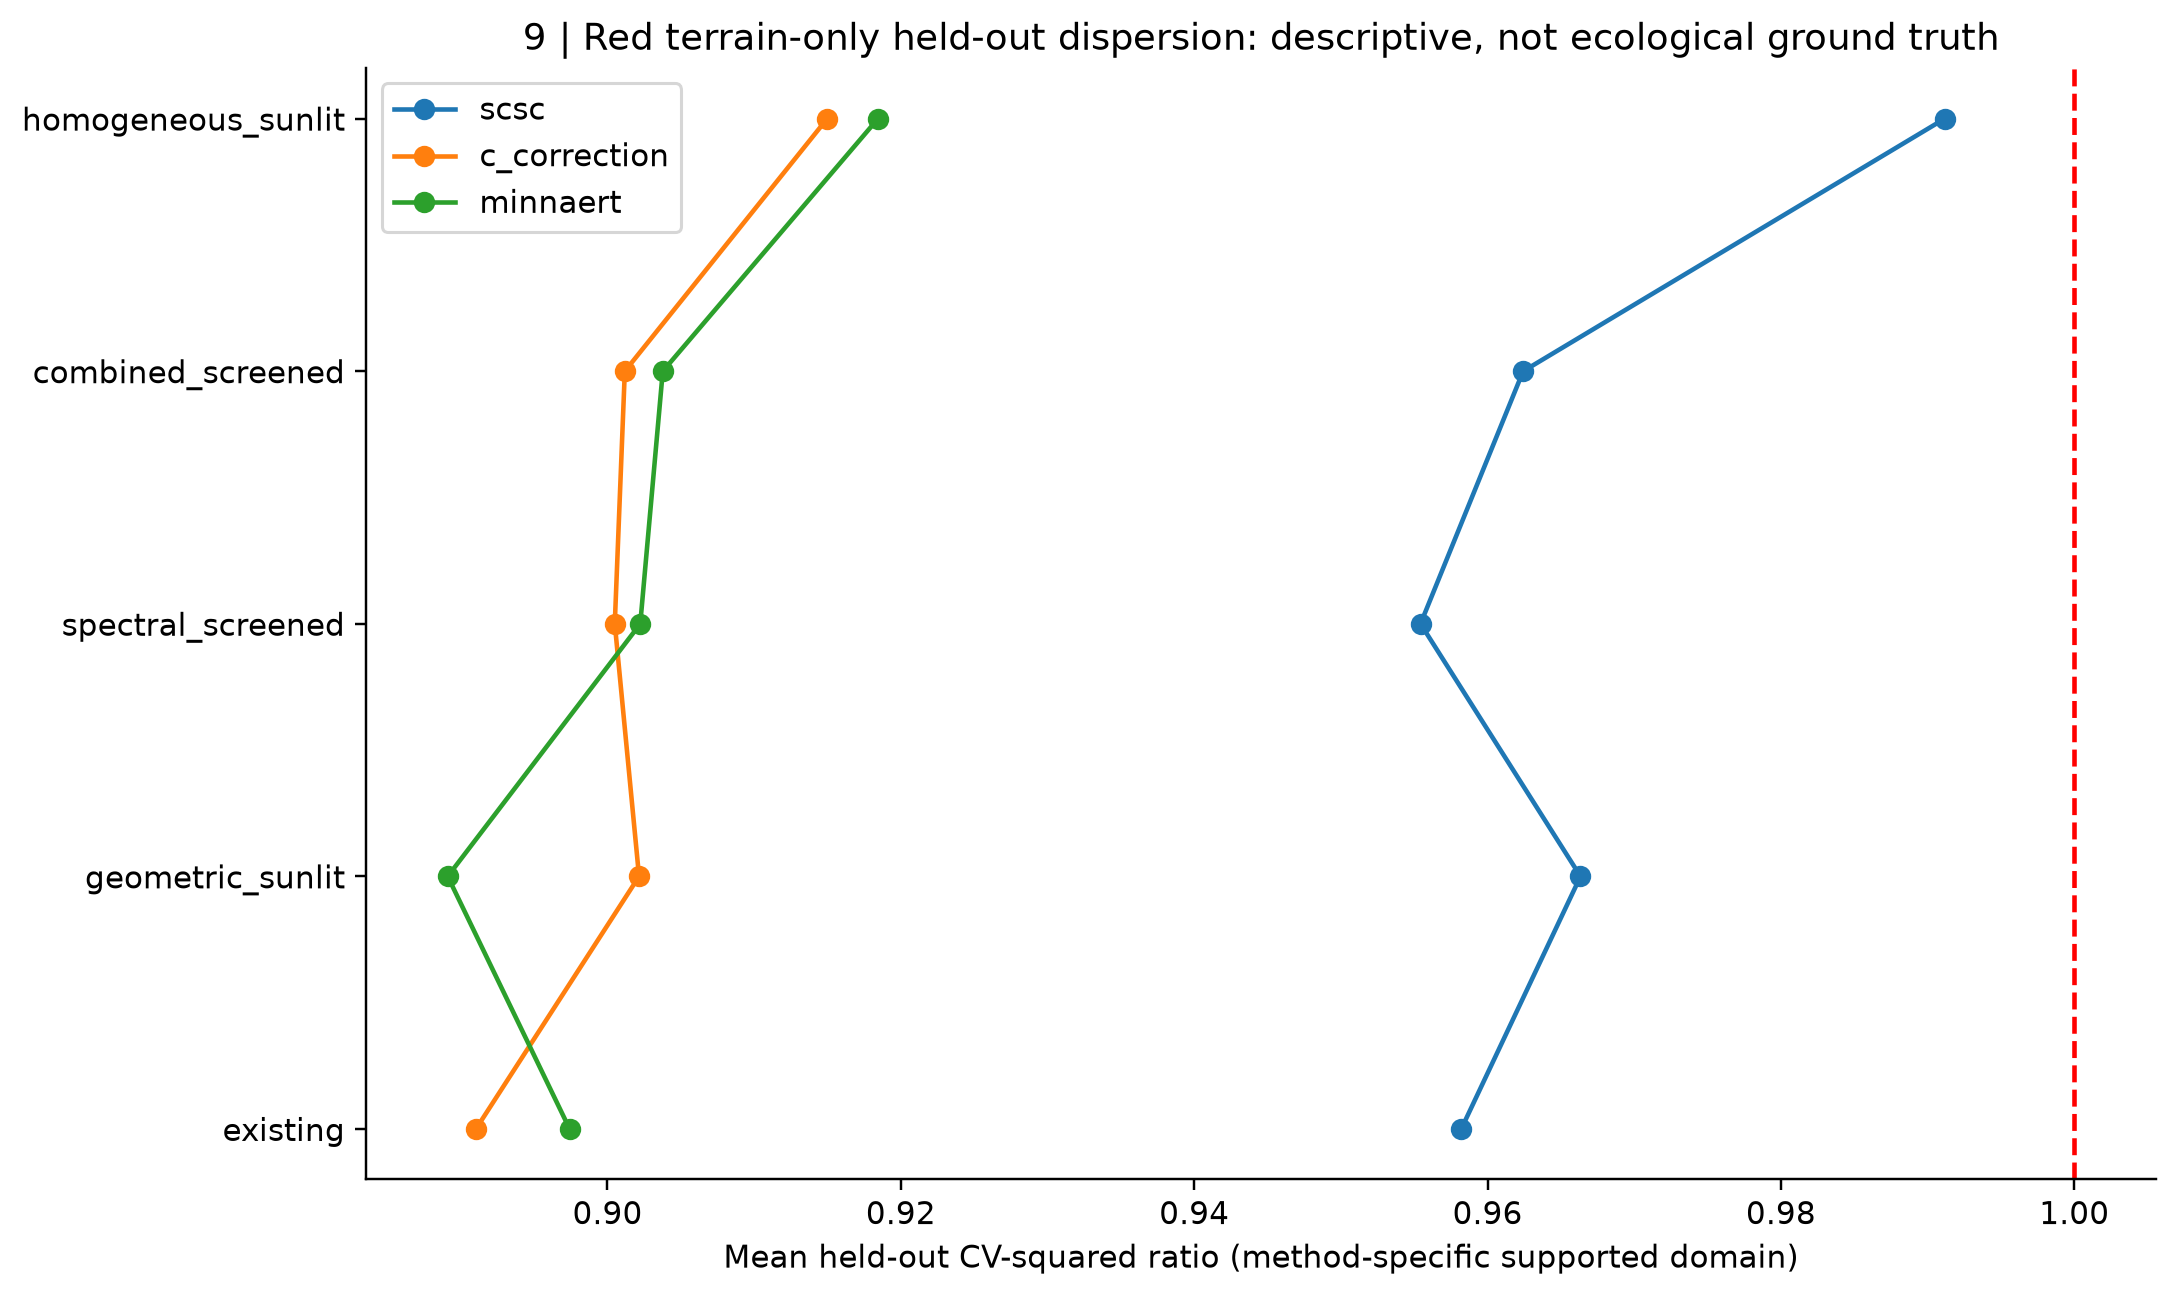 9 | Red terrain-only held-out dispersion: descriptive, not ecological ground truth
scsc
c_correction
minnaert
homogeneous_sunlit
combined_screened
spectral_screened
geometric_sunlit
existing
0.90 0.92 0.94 0.96 0.98 1.00
Mean held-out CV-squared ratio (method-specific supported domain)